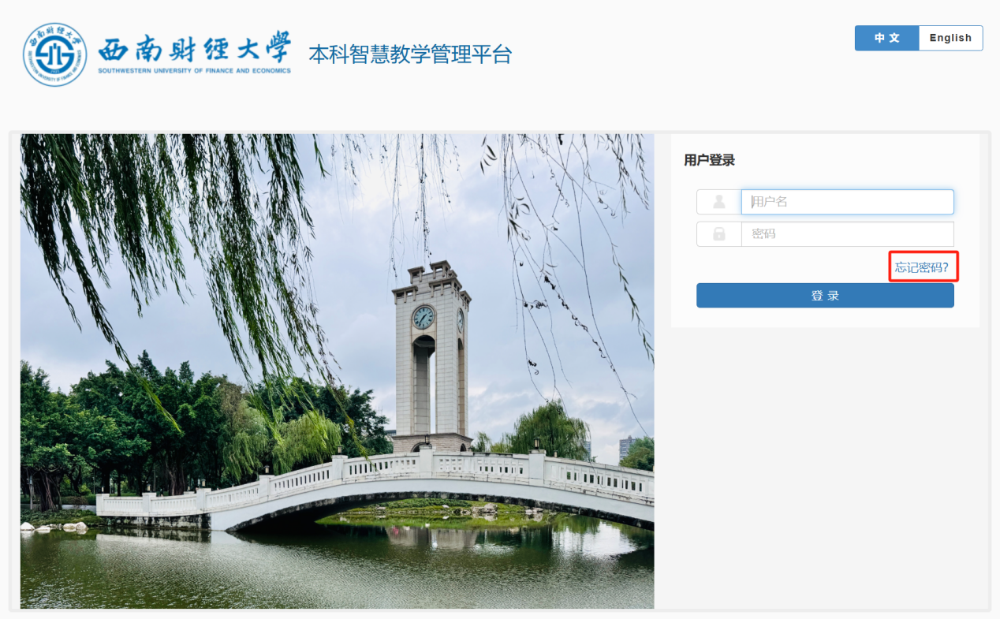 西南财经大学
SOUTHWESTERN UNIVERSITY OF FINANCE AND ECONOMICS
本科智慧教学管理平台
中文
English
用户登录
用户名
密码
忘记密码?
登 录